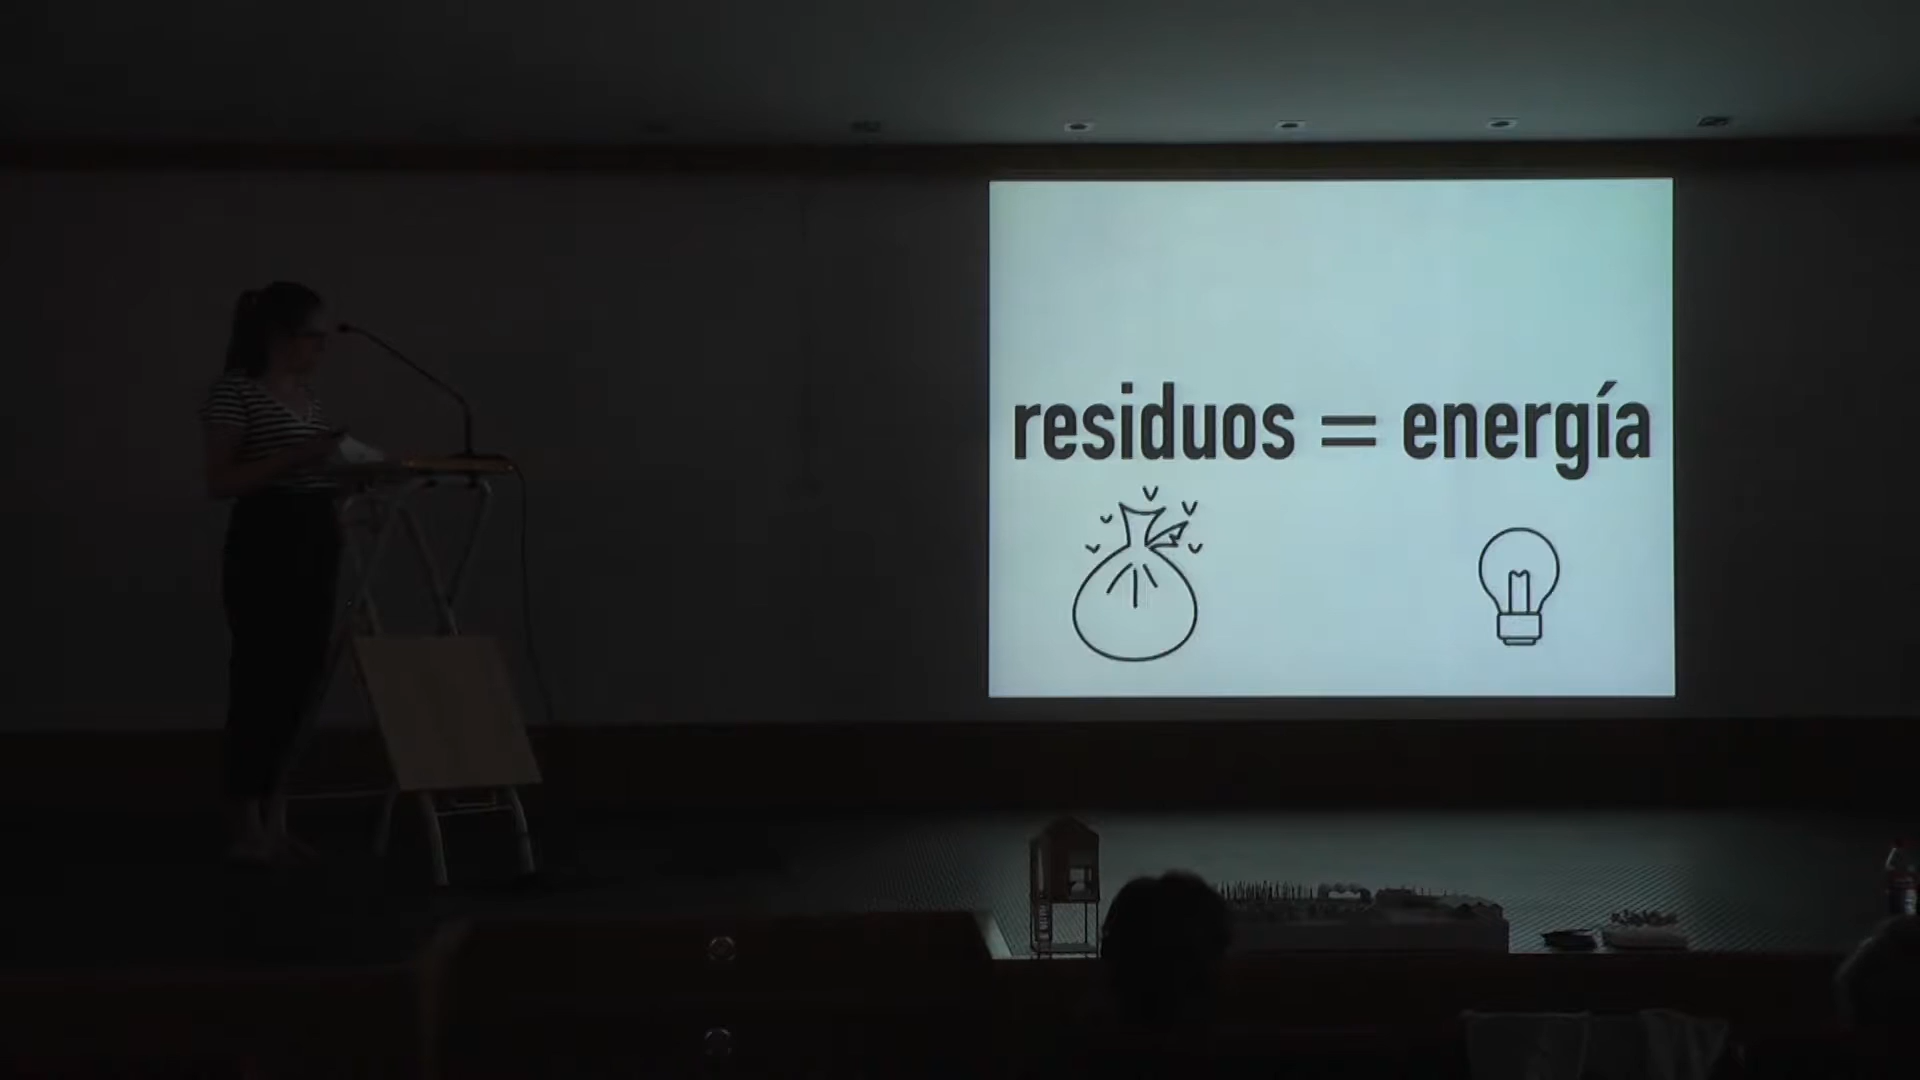 residuos = energía